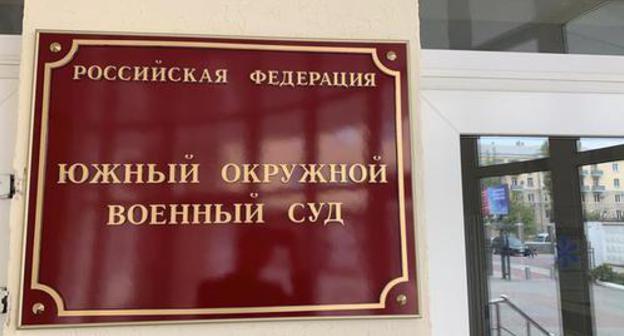 РОССИЙСКАЯ ФЕДЕРАЦИЯ
ЮЖНЫЙ ОКРУЖНОЙ
ВОЕННЫЙ СУД